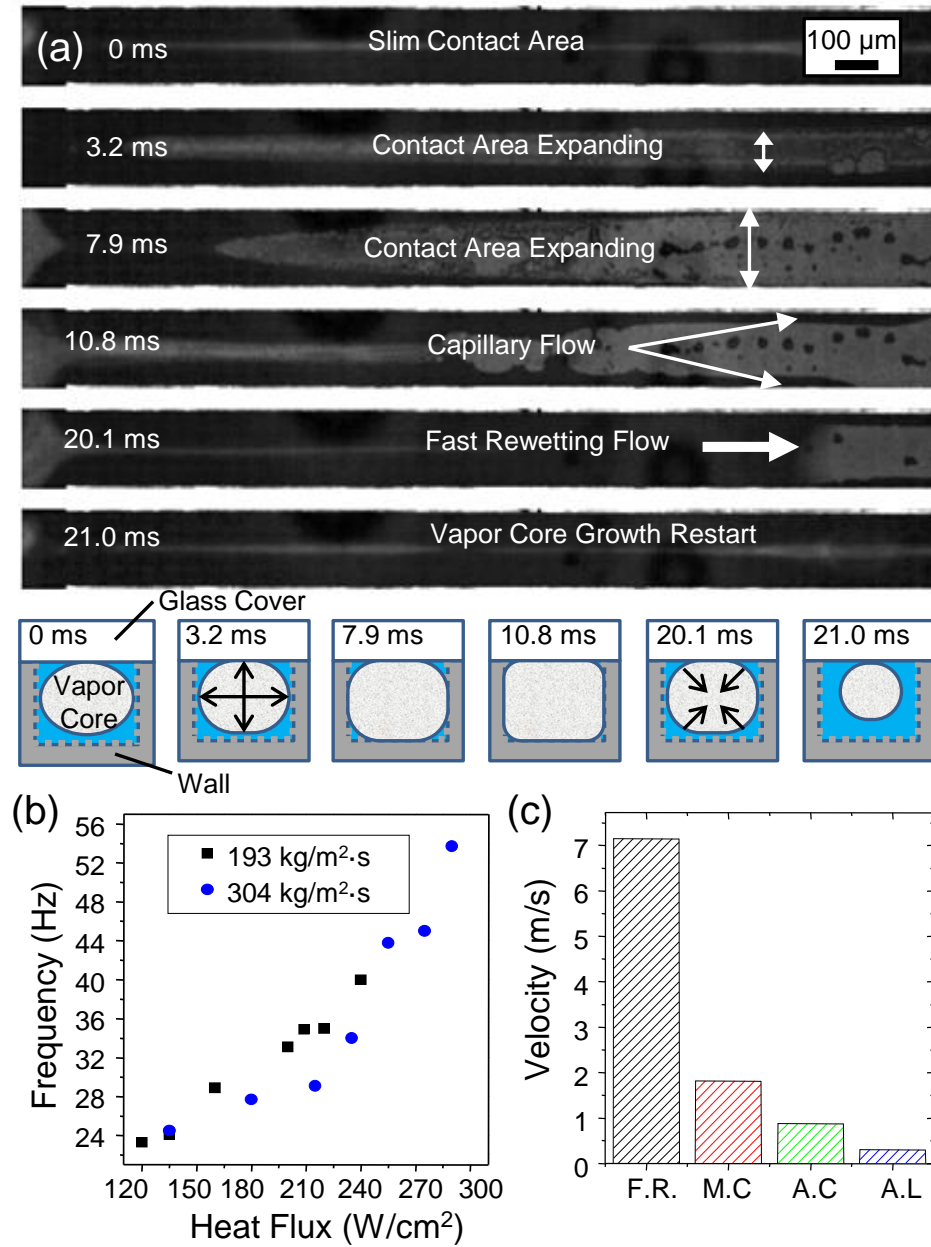 (a)
0 ms
Slim Contact Area
100 µm
3.2 ms
Contact Area Expanding
7.9 ms
Contact Area Expanding
10.8 ms
Capillary Flow
20.1 ms
Fast Rewetting Flow
21.0 ms
Vapor Core Growth Restart
Glass Cover
0 ms
3.2 ms
7.9 ms
10.8 ms
20.1 ms
21.0 ms
Vapor
Core
Wall
(b)
56
52
48
44
40
36
32
28
24
Frequency (Hz)
193 kg/m²·s
304 kg/m²·s
120 150 180 210 240 270 300
Heat Flux (W/cm²)
(c)
7
6
5
4
3
2
1
0
Velocity (m/s)
F.R. M.C A.C A.L